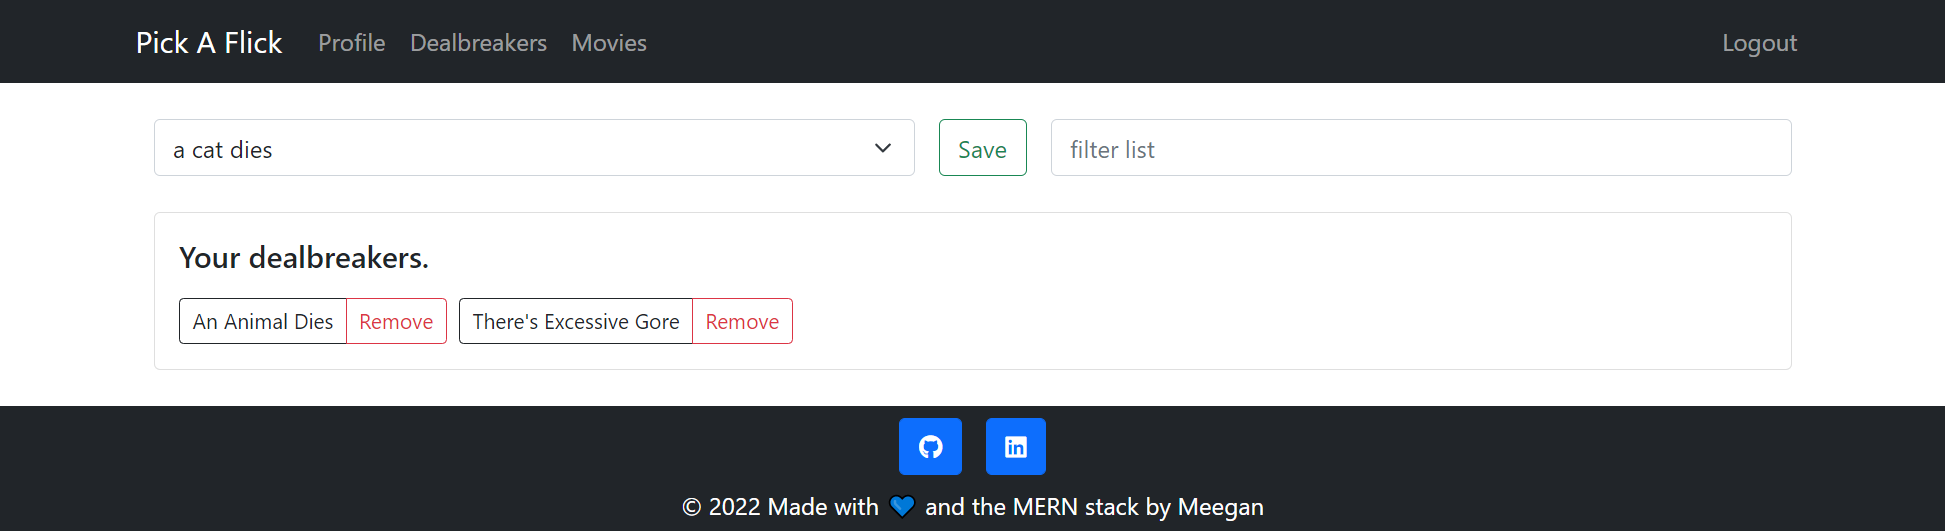 Pick A Flick Profile Dealbreakers Movies Logout
a cat dies Save filter list
Your dealbreakers.
An Animal Dies Remove There's Excessive Gore Remove
in
© 2022 Made with 💙 and the MERN stack by Meegan